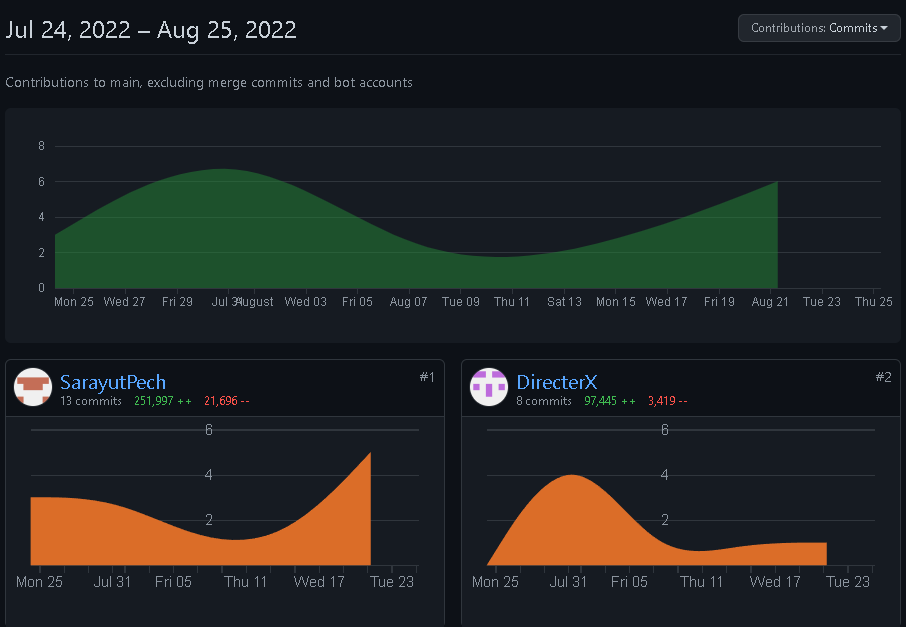 Jul 24, 2022 – Aug 25, 2022
Contributions: Commits
Contributions to main, excluding merge commits and bot accounts
8
6
4
2
0
Mon 25 Wed 27 Fri 29 Jul 31 August Wed 03 Fri 05 Aug 07 Tue 09 Thu 11 Sat 13 Mon 15 Wed 17 Fri 19 Aug 21 Tue 23 Thu 25
SarayutPech #1
13 commits 251,997 ++ 21,696 --
6
4
2
Mon 25 Jul 31 Fri 05 Thu 11 Wed 17 Tue 23
DirecterX #2
8 commits 97,445 ++ 3,419 --
6
4
2
Mon 25 Jul 31 Fri 05 Thu 11 Wed 17 Tue 23